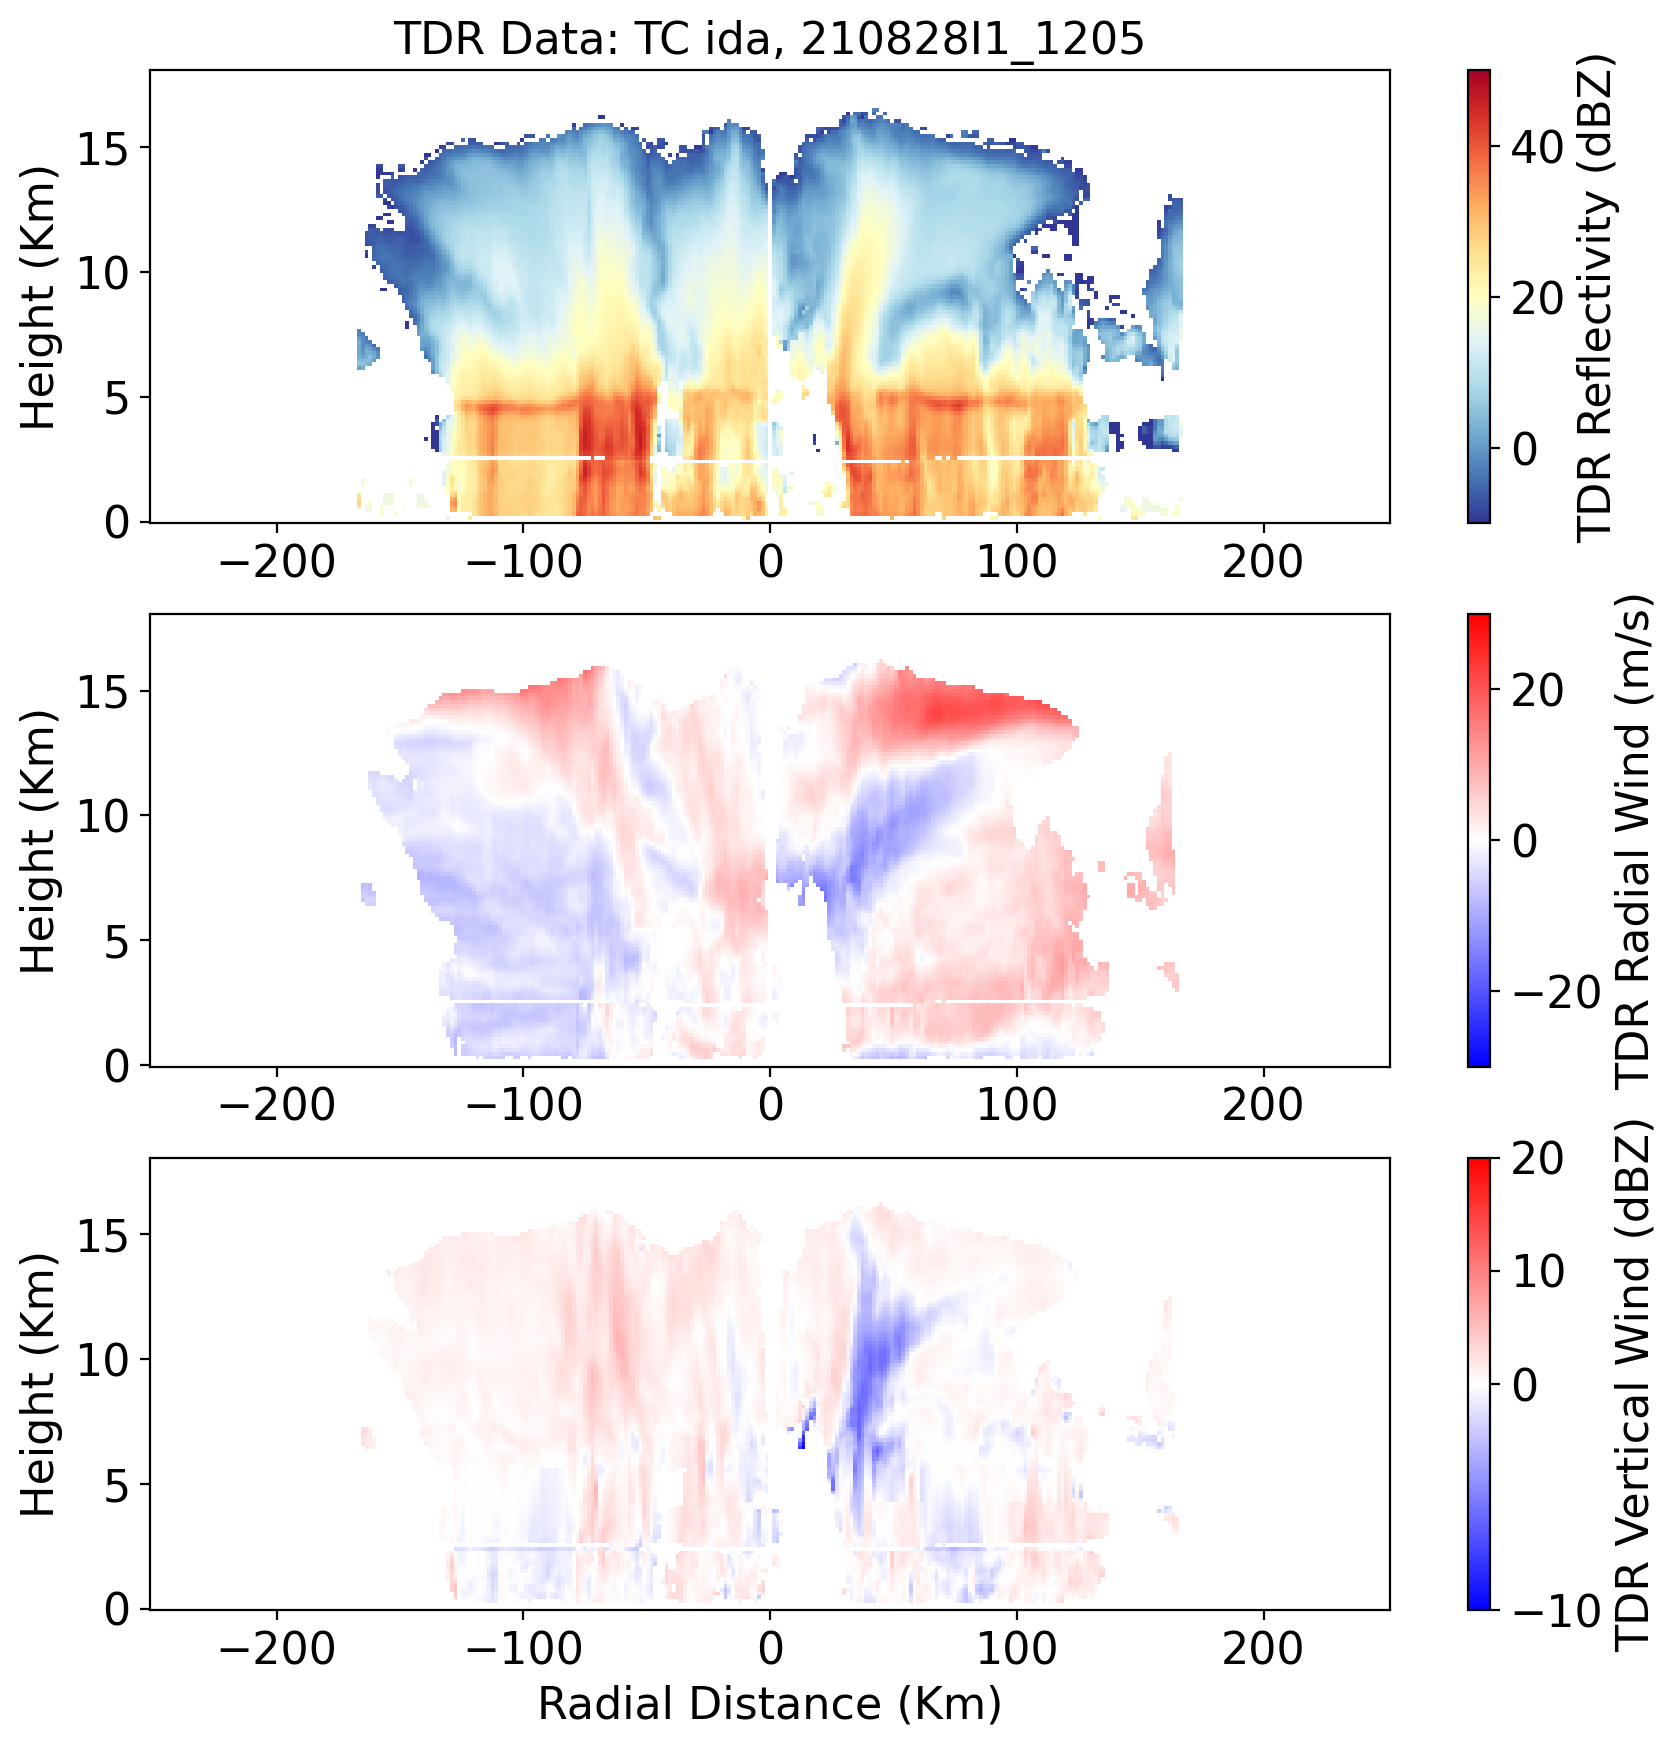 TDR Data: TC ida, 210828I1_1205
Height (Km)
15
10
5
0
−200 −100 0 100 200
40
20
0
TDR Reflectivity (dBZ)
Height (Km)
15
10
5
0
−200 −100 0 100 200
20
0
−20
TDR Radial Wind (m/s)
Height (Km)
15
10
5
0
−200 −100 0 100 200
Radial Distance (Km)
20
10
0
−10
TDR Vertical Wind (dBZ)